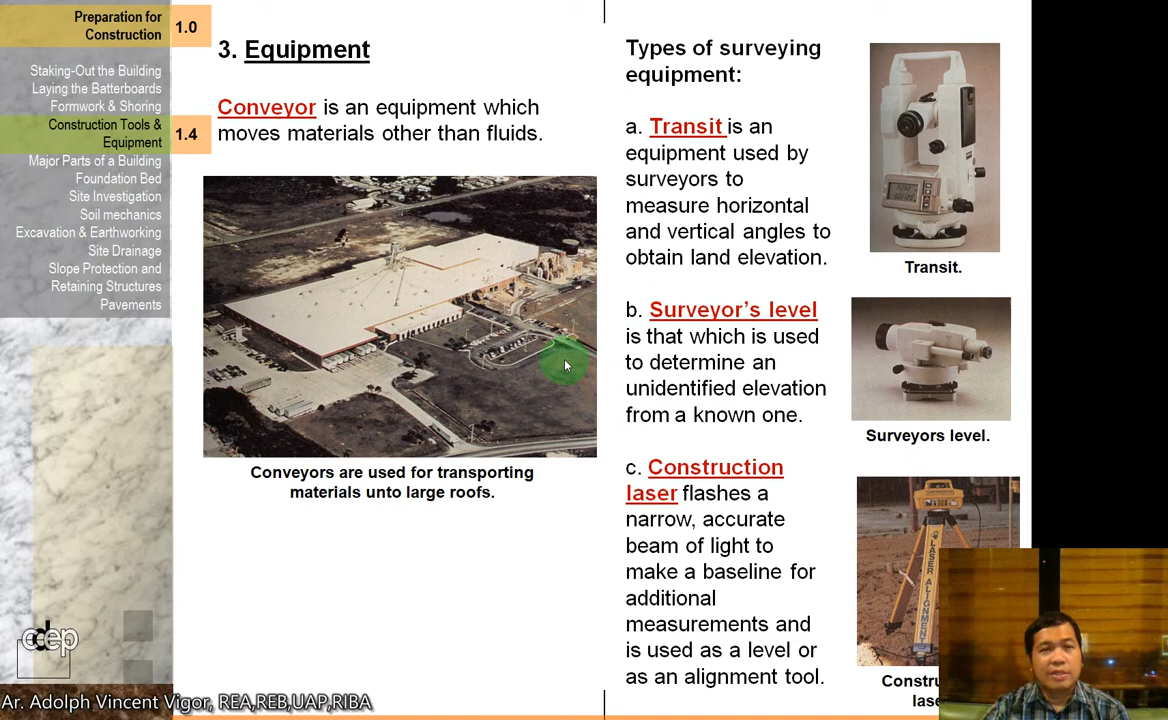 Preparation for
Construction
1.0
Staking-Out the Building
Laying the Batterboards
Formwork & Shoring
Construction Tools &
Equipment
1.4
Major Parts of a Building
Foundation Bed
Site Investigation
Soil mechanics
Excavation & Earthworking
Site Drainage
Slope Protection and
Retaining Structures
Pavements
cdep
3. Equipment
Conveyor is an equipment which
moves materials other than fluids.
Conveyors are used for transporting
materials unto large roofs.
Types of surveying
equipment:
a. Transit is an
equipment used by
surveyors to
measure horizontal
and vertical angles to
obtain land elevation.
Transit.
b. Surveyor's level
is that which is used
to determine an
unidentified elevation
from a known one.
Surveyors level.
c. Construction
laser flashes a
narrow, accurate
beam of light to
make a baseline for
additional
measurements and
is used as a level or
as an alignment tool.
LASER ALIGNMENT
Constru
lase
Ar. Adolph Vincent Vigor, REA,REB,UAP,RIBA